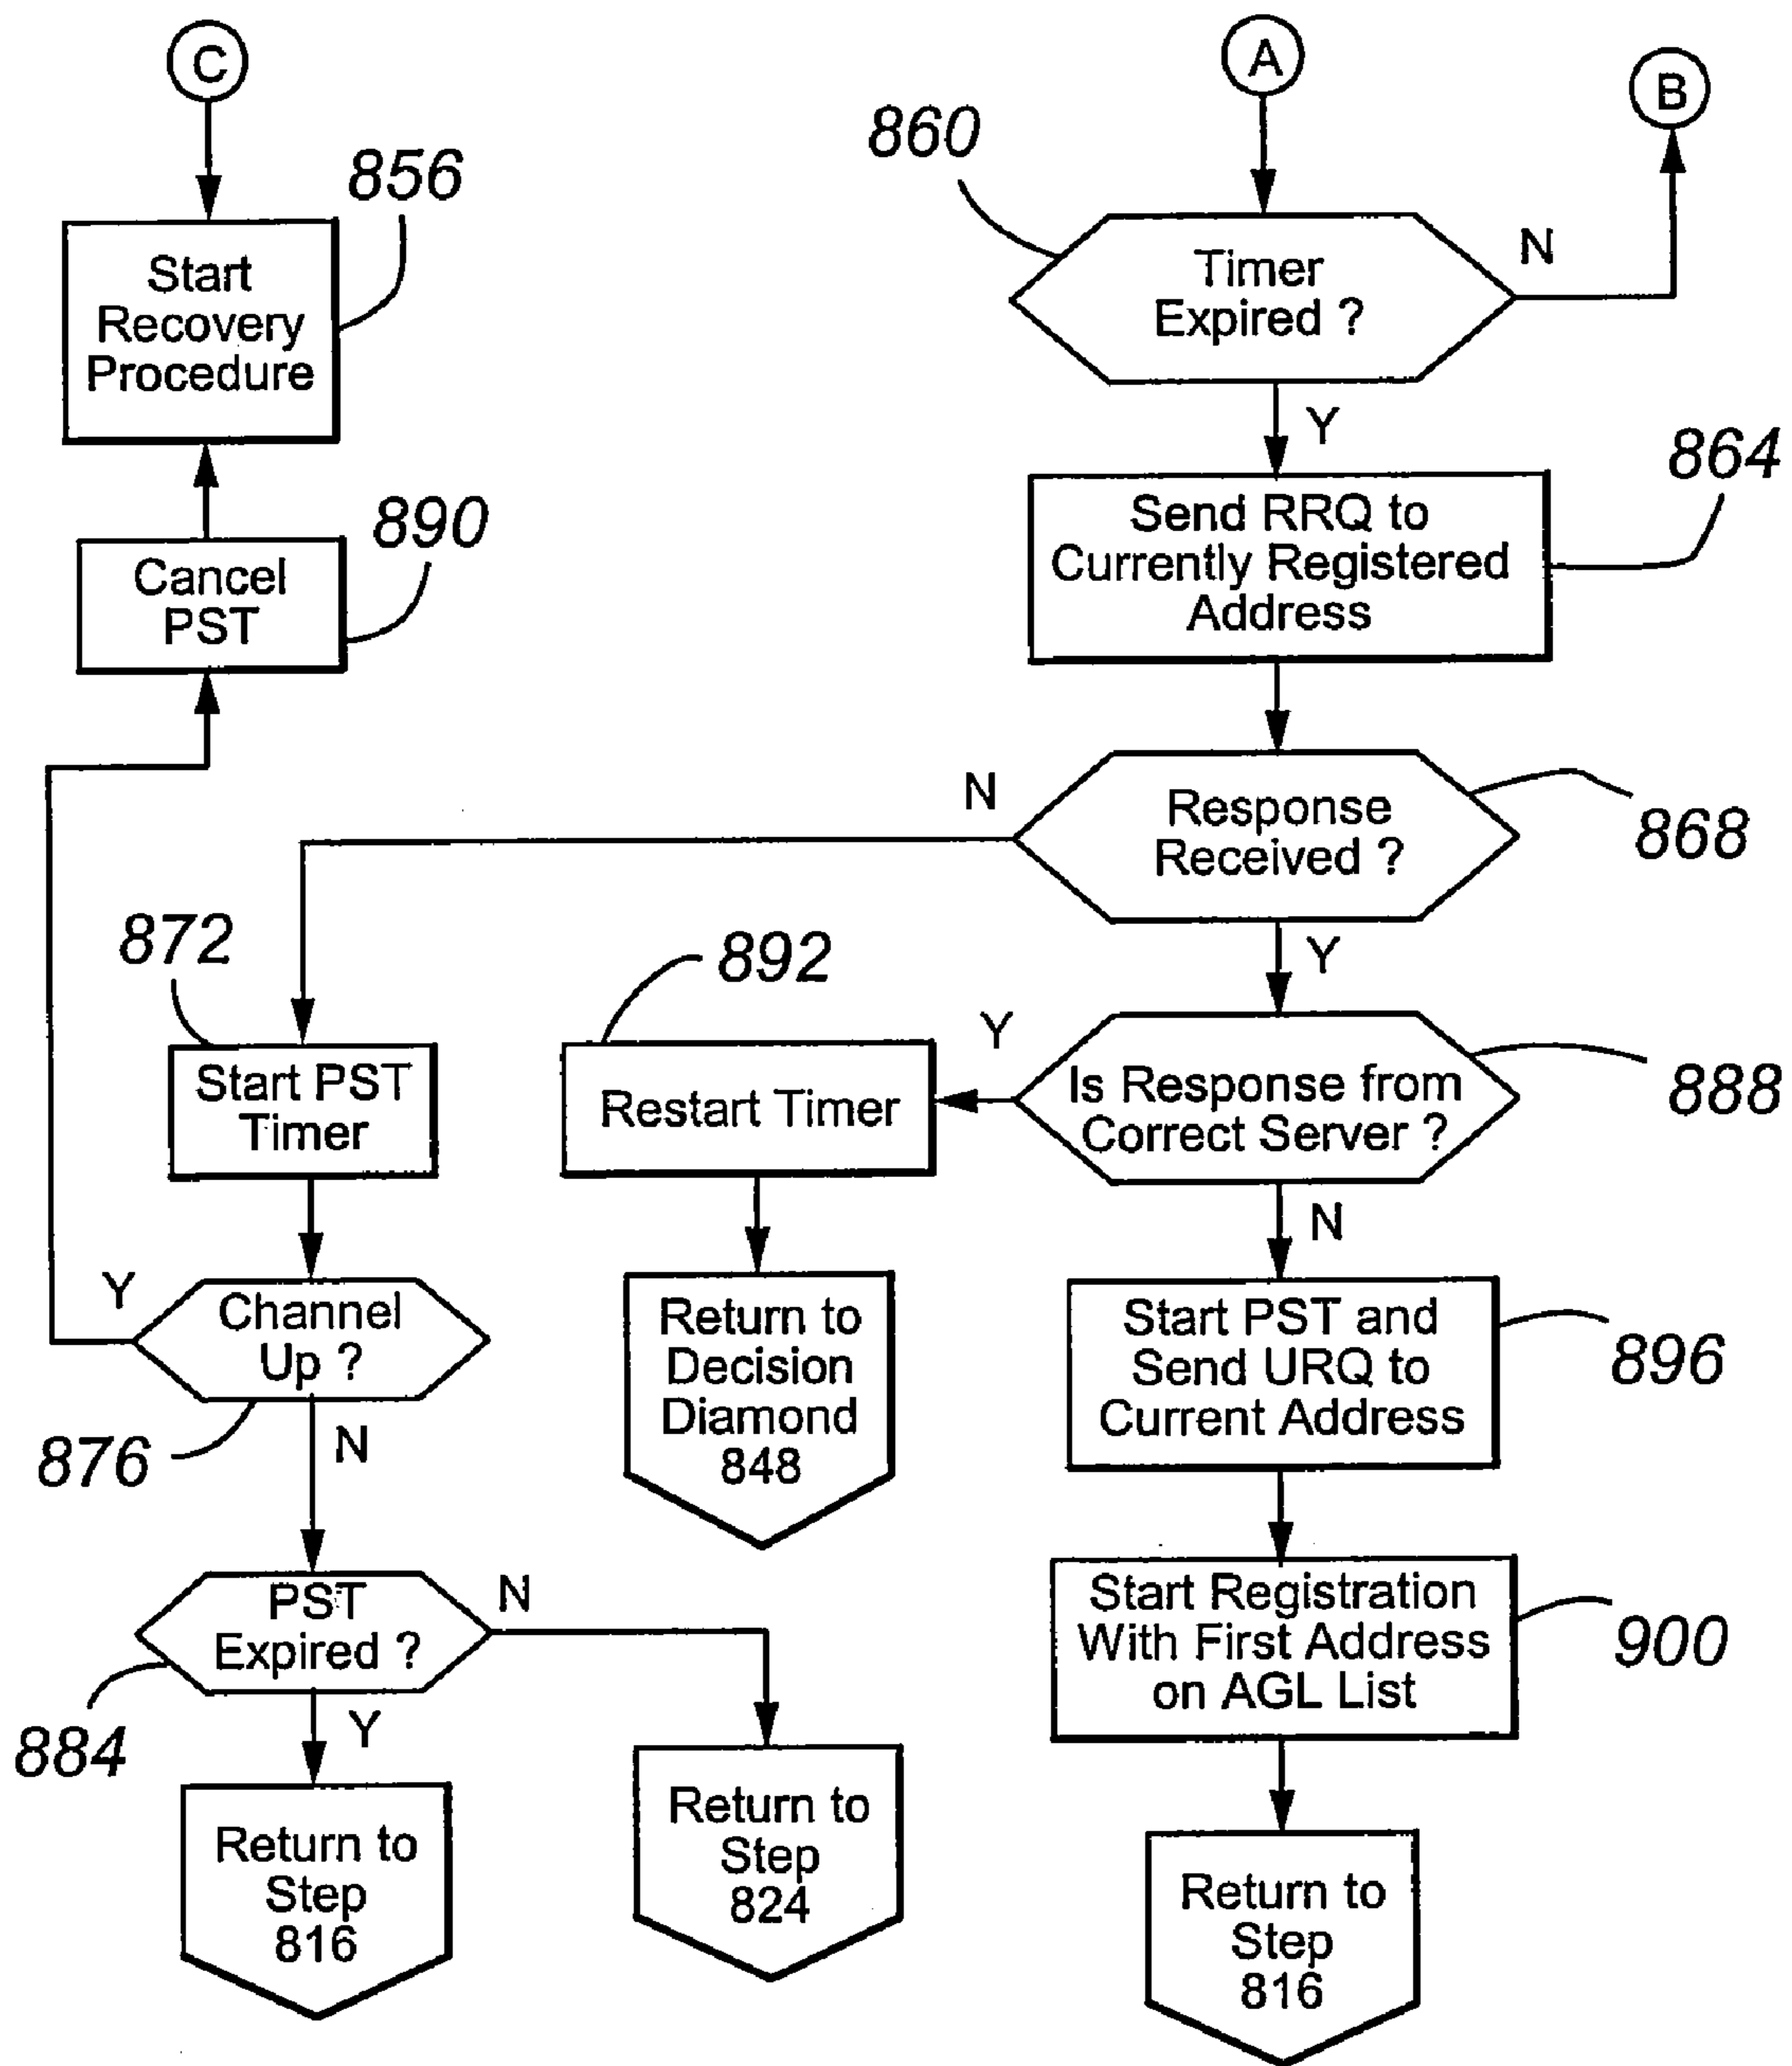 C
856
Start
Recovery
Procedure
890
Cancel
PST
A
B
860
Timer
Expired ?
N
Y
864
Send RRQ to
Currently Registered
Address
868
Response
Received ?
N
Y
872
Start PST
Timer
892
Restart Timer
Y
888
Is Response from
Correct Server ?
N
Y
Channel
Up ?
876
N
Return to
Decision
Diamond
848
896
Start PST and
Send URQ to
Current Address
PST
Expired ?
N
884
Y
900
Start Registration
With First Address
on AGL List
Return to
Step
816
Return to
Step
824
Return to
Step
816